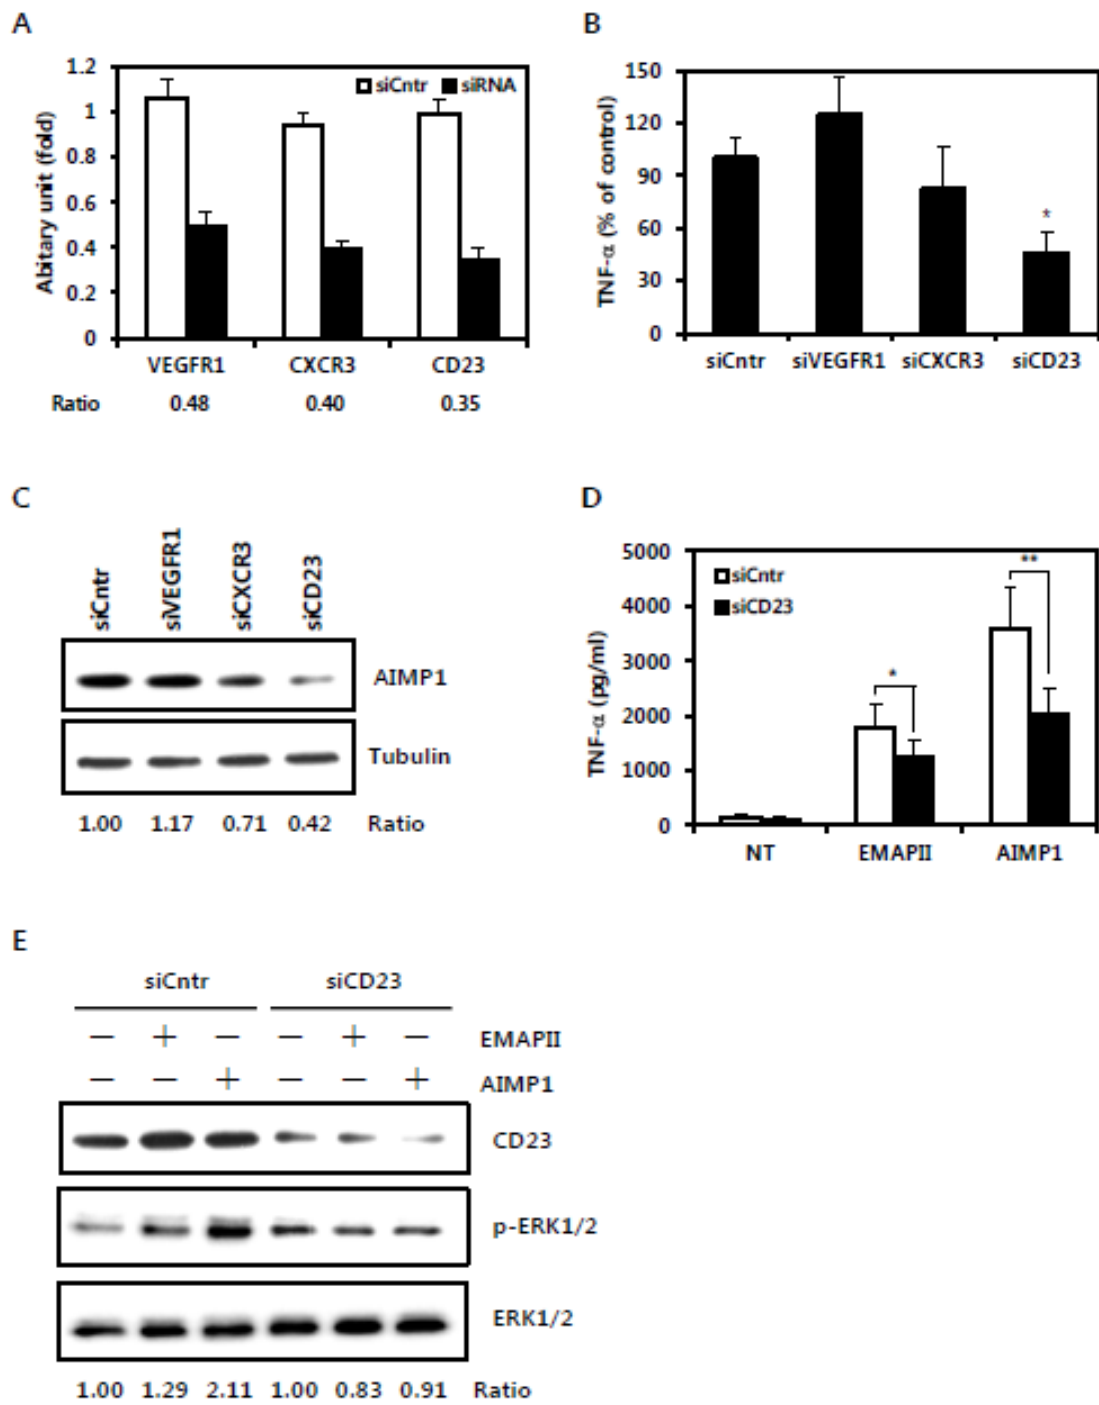 A
1.2
1
0.8
0.6
0.4
0.2
0
Abitary unit (fold)
siCntr siRNA
VEGFR1 CXCR3 CD23
Ratio 0.48 0.40 0.35
B
150
120
90
60
30
0
TNF-α (% of control)
*
siCntr siVEGFR1 siCXCR3 siCD23
C
siCntr siVEGFR1 siCXCR3 siCD23
AIMP1
Tubulin
1.00 1.17 0.71 0.42 Ratio
D
5000
4000
3000
2000
1000
0
TNF-α (pg/ml)
siCntr
siCD23
*
**
NT EMAPII AIMP1
E
siCntr siCD23
— + — — + — EMAPII
— — + — — + AIMP1
CD23
p-ERK1/2
ERK1/2
1.00 1.29 2.11 1.00 0.83 0.91 Ratio